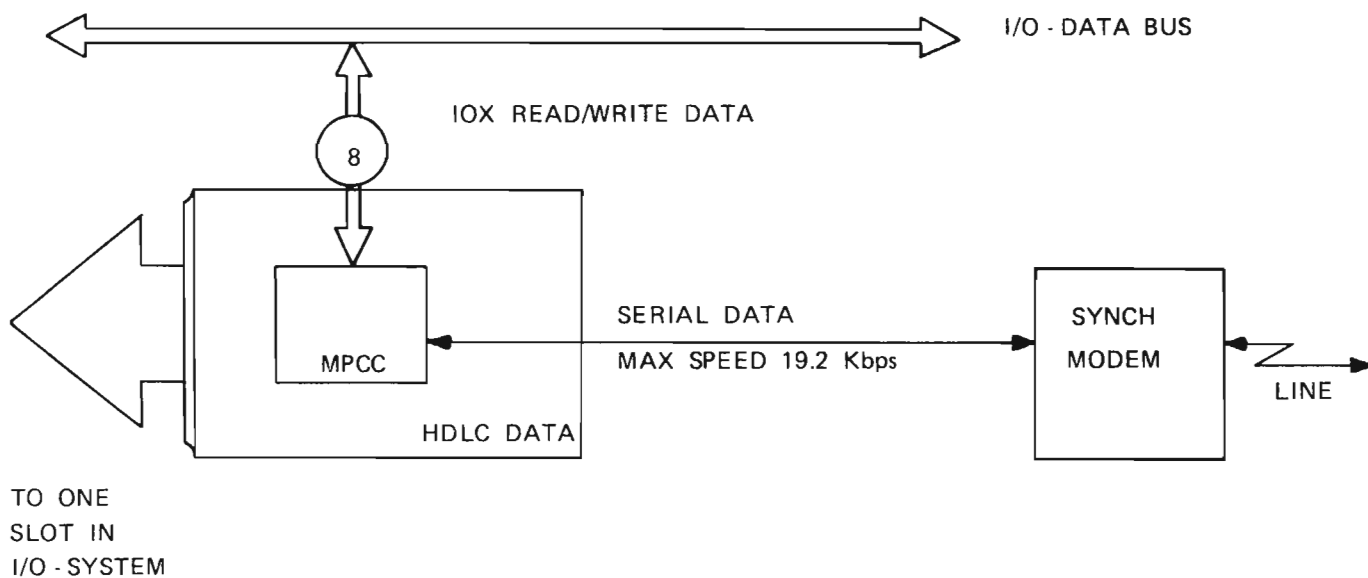 I/O - DATA BUS
IOX READ/WRITE DATA
8
SERIAL DATA
MAX SPEED 19.2 Kbps
SYNCH
MODEM
MPCC
LINE
HDLC DATA
TO ONE
SLOT IN
I/O - SYSTEM